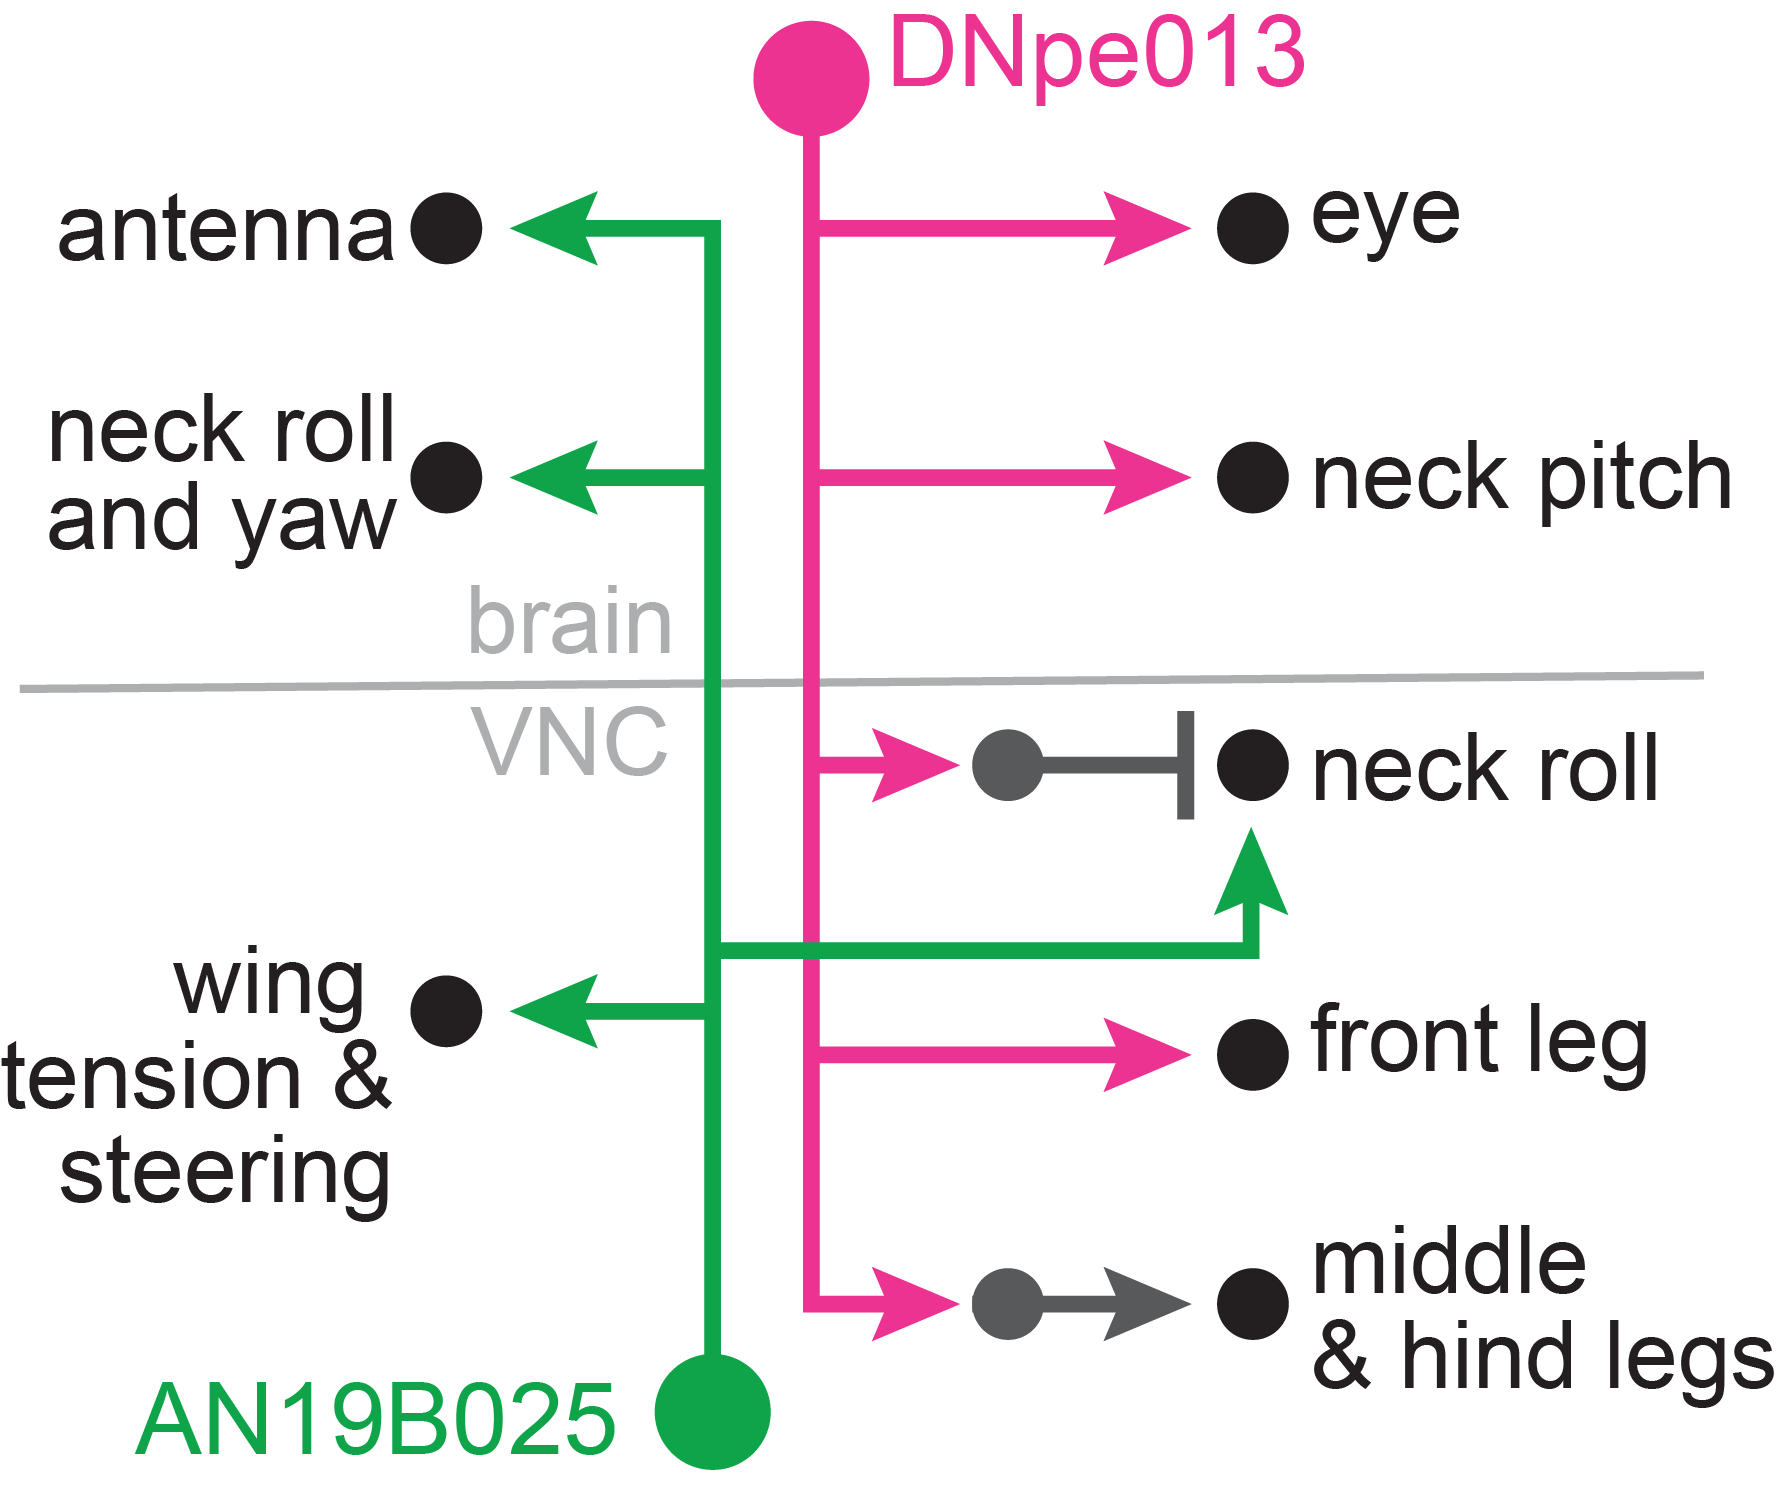 DNpe013
antenna
eye
neck roll
and yaw
neck pitch
brain
VNC
neck roll
wing
tension &
steering
front leg
middle
& hind legs
AN19B025